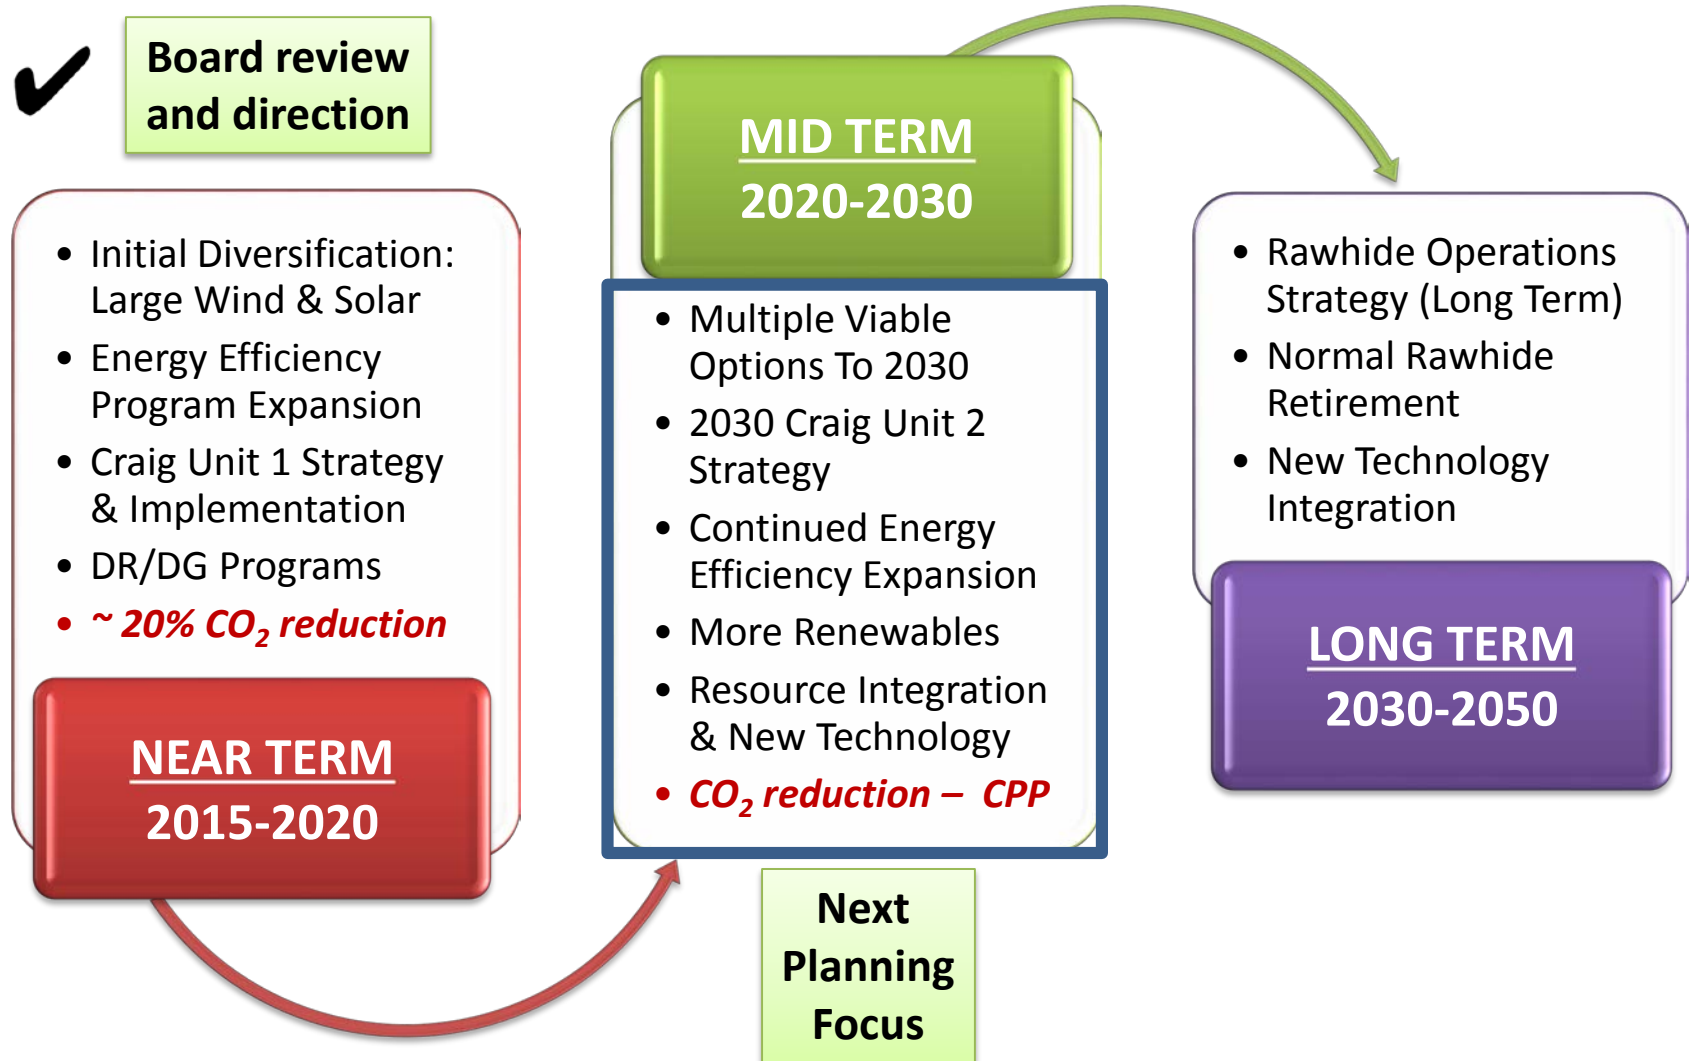 Board review
and direction
• Initial Diversification:
Large Wind & Solar
• Energy Efficiency
Program Expansion
• Craig Unit 1 Strategy
& Implementation
• DR/DG Programs
• ~ 20% CO₂ reduction
NEAR TERM
2015-2020
MID TERM
2020-2030
• Multiple Viable
Options To 2030
• 2030 Craig Unit 2
Strategy
• Continued Energy
Efficiency Expansion
• More Renewables
• Resource Integration
& New Technology
• CO₂ reduction – CPP
Next
Planning
Focus
• Rawhide Operations
Strategy (Long Term)
• Normal Rawhide
Retirement
• New Technology
Integration
LONG TERM
2030-2050